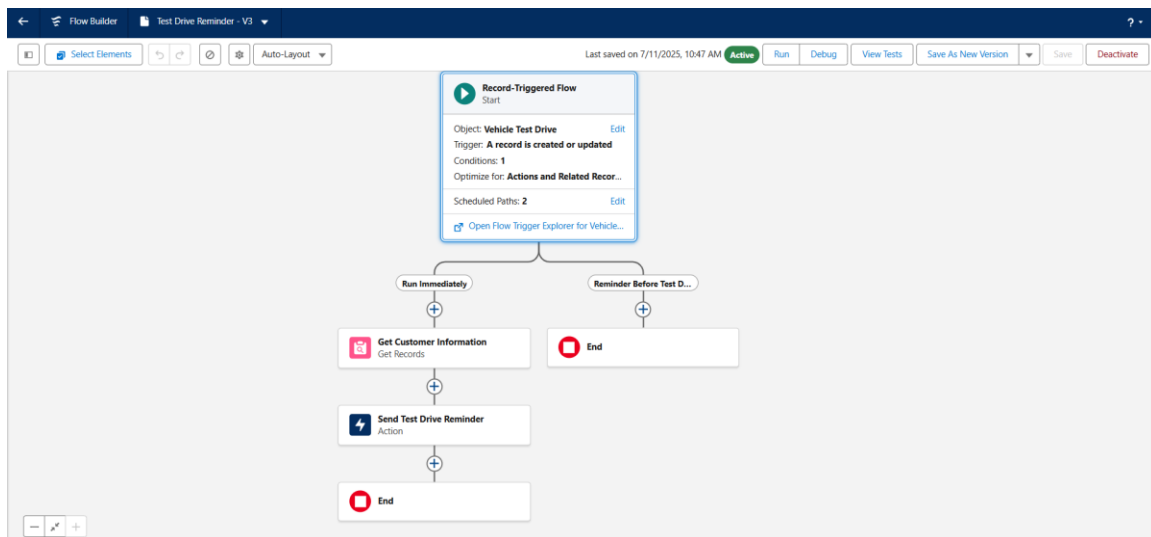 Flow Builder Test Drive Reminder - V3 ?
Select Elements Auto-Layout Last saved on 7/11/2025, 10:47 AM Active Run Debug View Tests Save As New Version Save Deactivate
Record-Triggered Flow
Start
Object: Vehicle Test Drive Edit
Trigger: A record is created or updated
Conditions: 1
Optimize for: Actions and Related Recor...
Scheduled Paths: 2 Edit
Open Flow Trigger Explorer for Vehicle...
Run Immediately Reminder Before Test D...
Get Customer Information
Get Records
End
Send Test Drive Reminder
Action
End